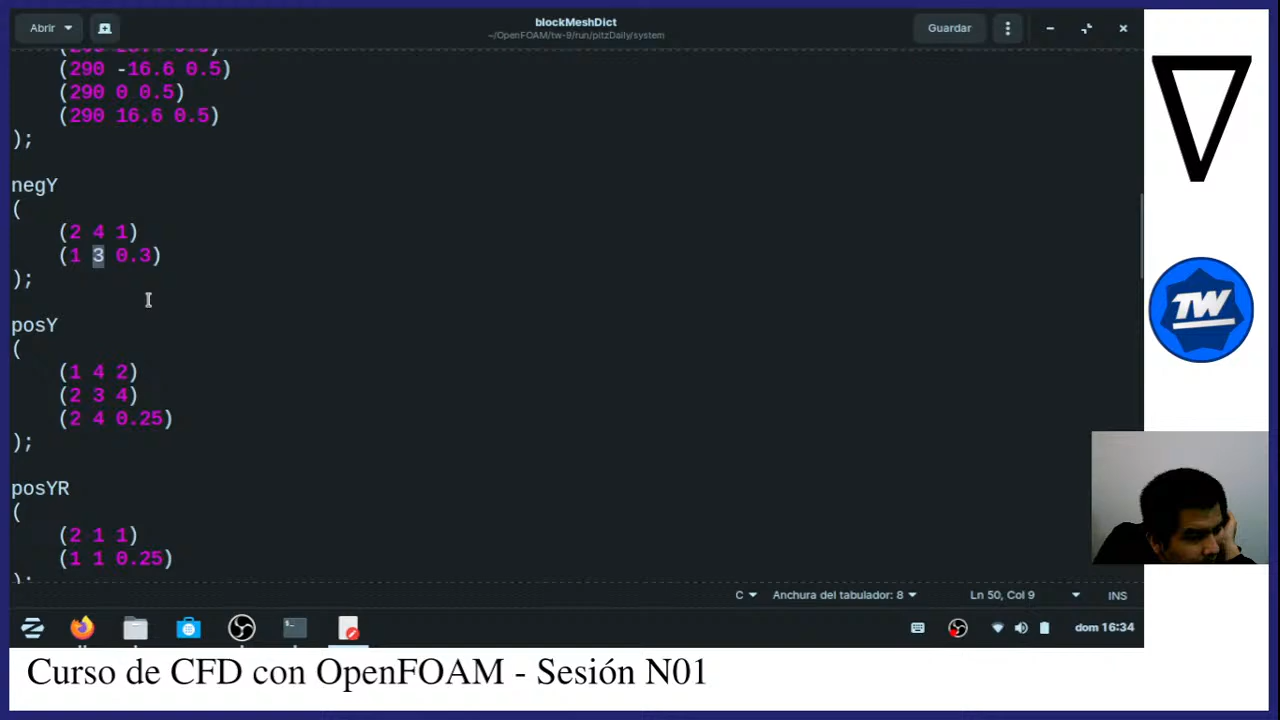 Abrir
blockMeshDict
~/OpenFOAM/tw-9/run/pitzDaily/system
Guardar
(290 -16.6 0.5)
(290 0 0.5)
(290 16.6 0.5)
);
negY
(
(2 4 1)
(1 3 0.3)
);
posY
(
(1 4 2)
(2 3 4)
(2 4 0.25)
);
posYR
(
(2 1 1)
(1 1 0.25)
C
Anchura del tabulador: 8
Ln 50, Col 9
INS
dom 16:34
TW
Curso de CFD con OpenFOAM - Sesión N01